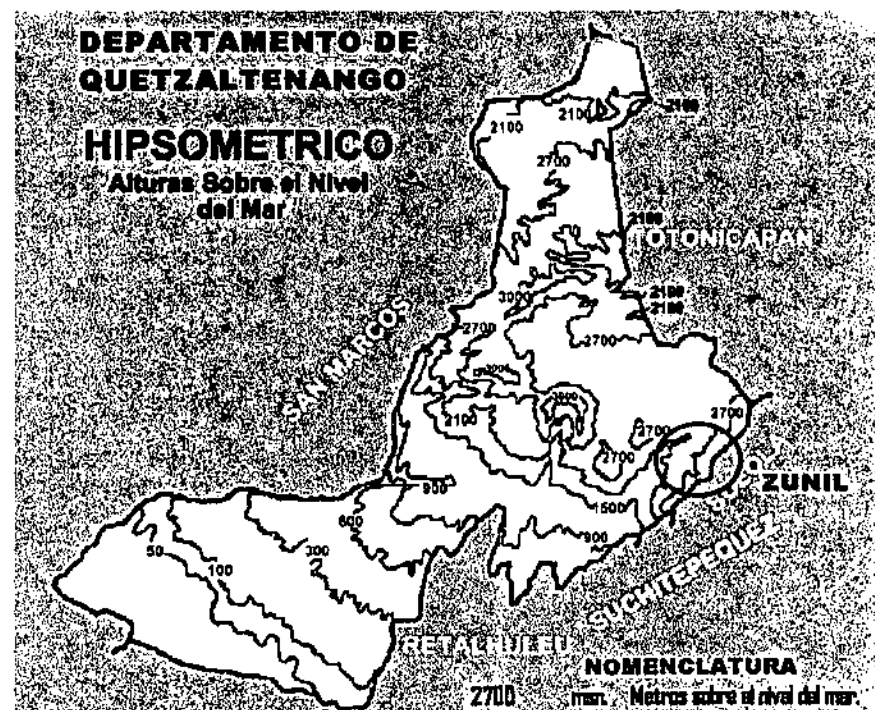 DEPARTAMENTO DE
QUETZALTENANGO
HIPSOMETRICO
Alturas Sobre el Nivel
del Mar
2100
2100
2100
2700
2100
TOTONICAPAN
3000
2100
2100
2700
2700
SAN MARCOS
2100
2700
2700
2700
ZUNIL
900
1500
600
900
50
100
300
SUCHITEPEQUEZ
RETALHULEU
NOMENCLATURA
2700 msn. Metros sobre el nivel del mar.